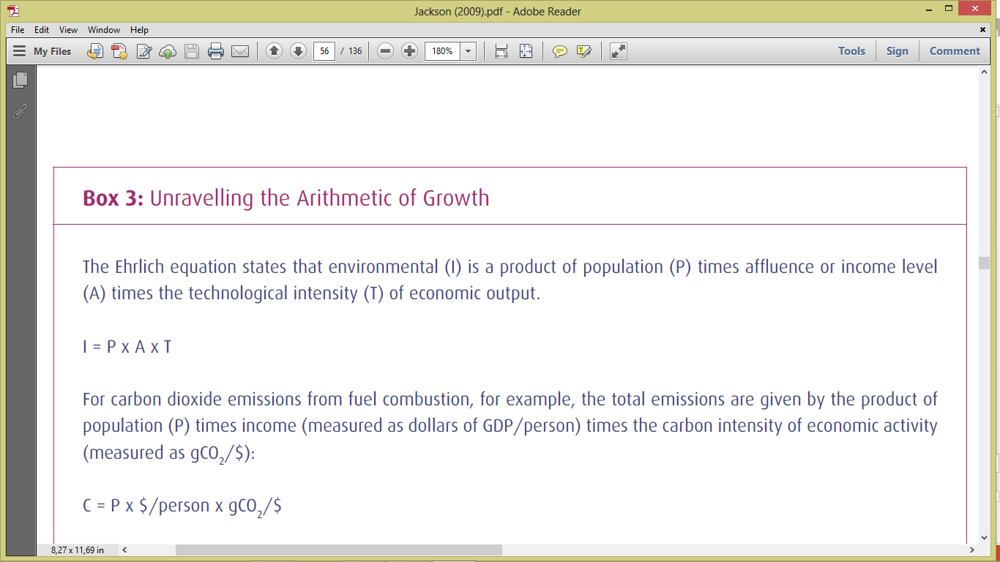 Jackson (2009).pdf - Adobe Reader
File Edit View Window Help
My Files 56 / 136 180% Tools Sign Comment
Box 3: Unravelling the Arithmetic of Growth
The Ehrlich equation states that environmental (I) is a product of population (P) times affluence or income level
(A) times the technological intensity (T) of economic output.
I = P x A x T
For carbon dioxide emissions from fuel combustion, for example, the total emissions are given by the product of
population (P) times income (measured as dollars of GDP/person) times the carbon intensity of economic activity
(measured as gCO₂/$):
C = P x $/person x gCO₂/$
8,27 x 11,69 in